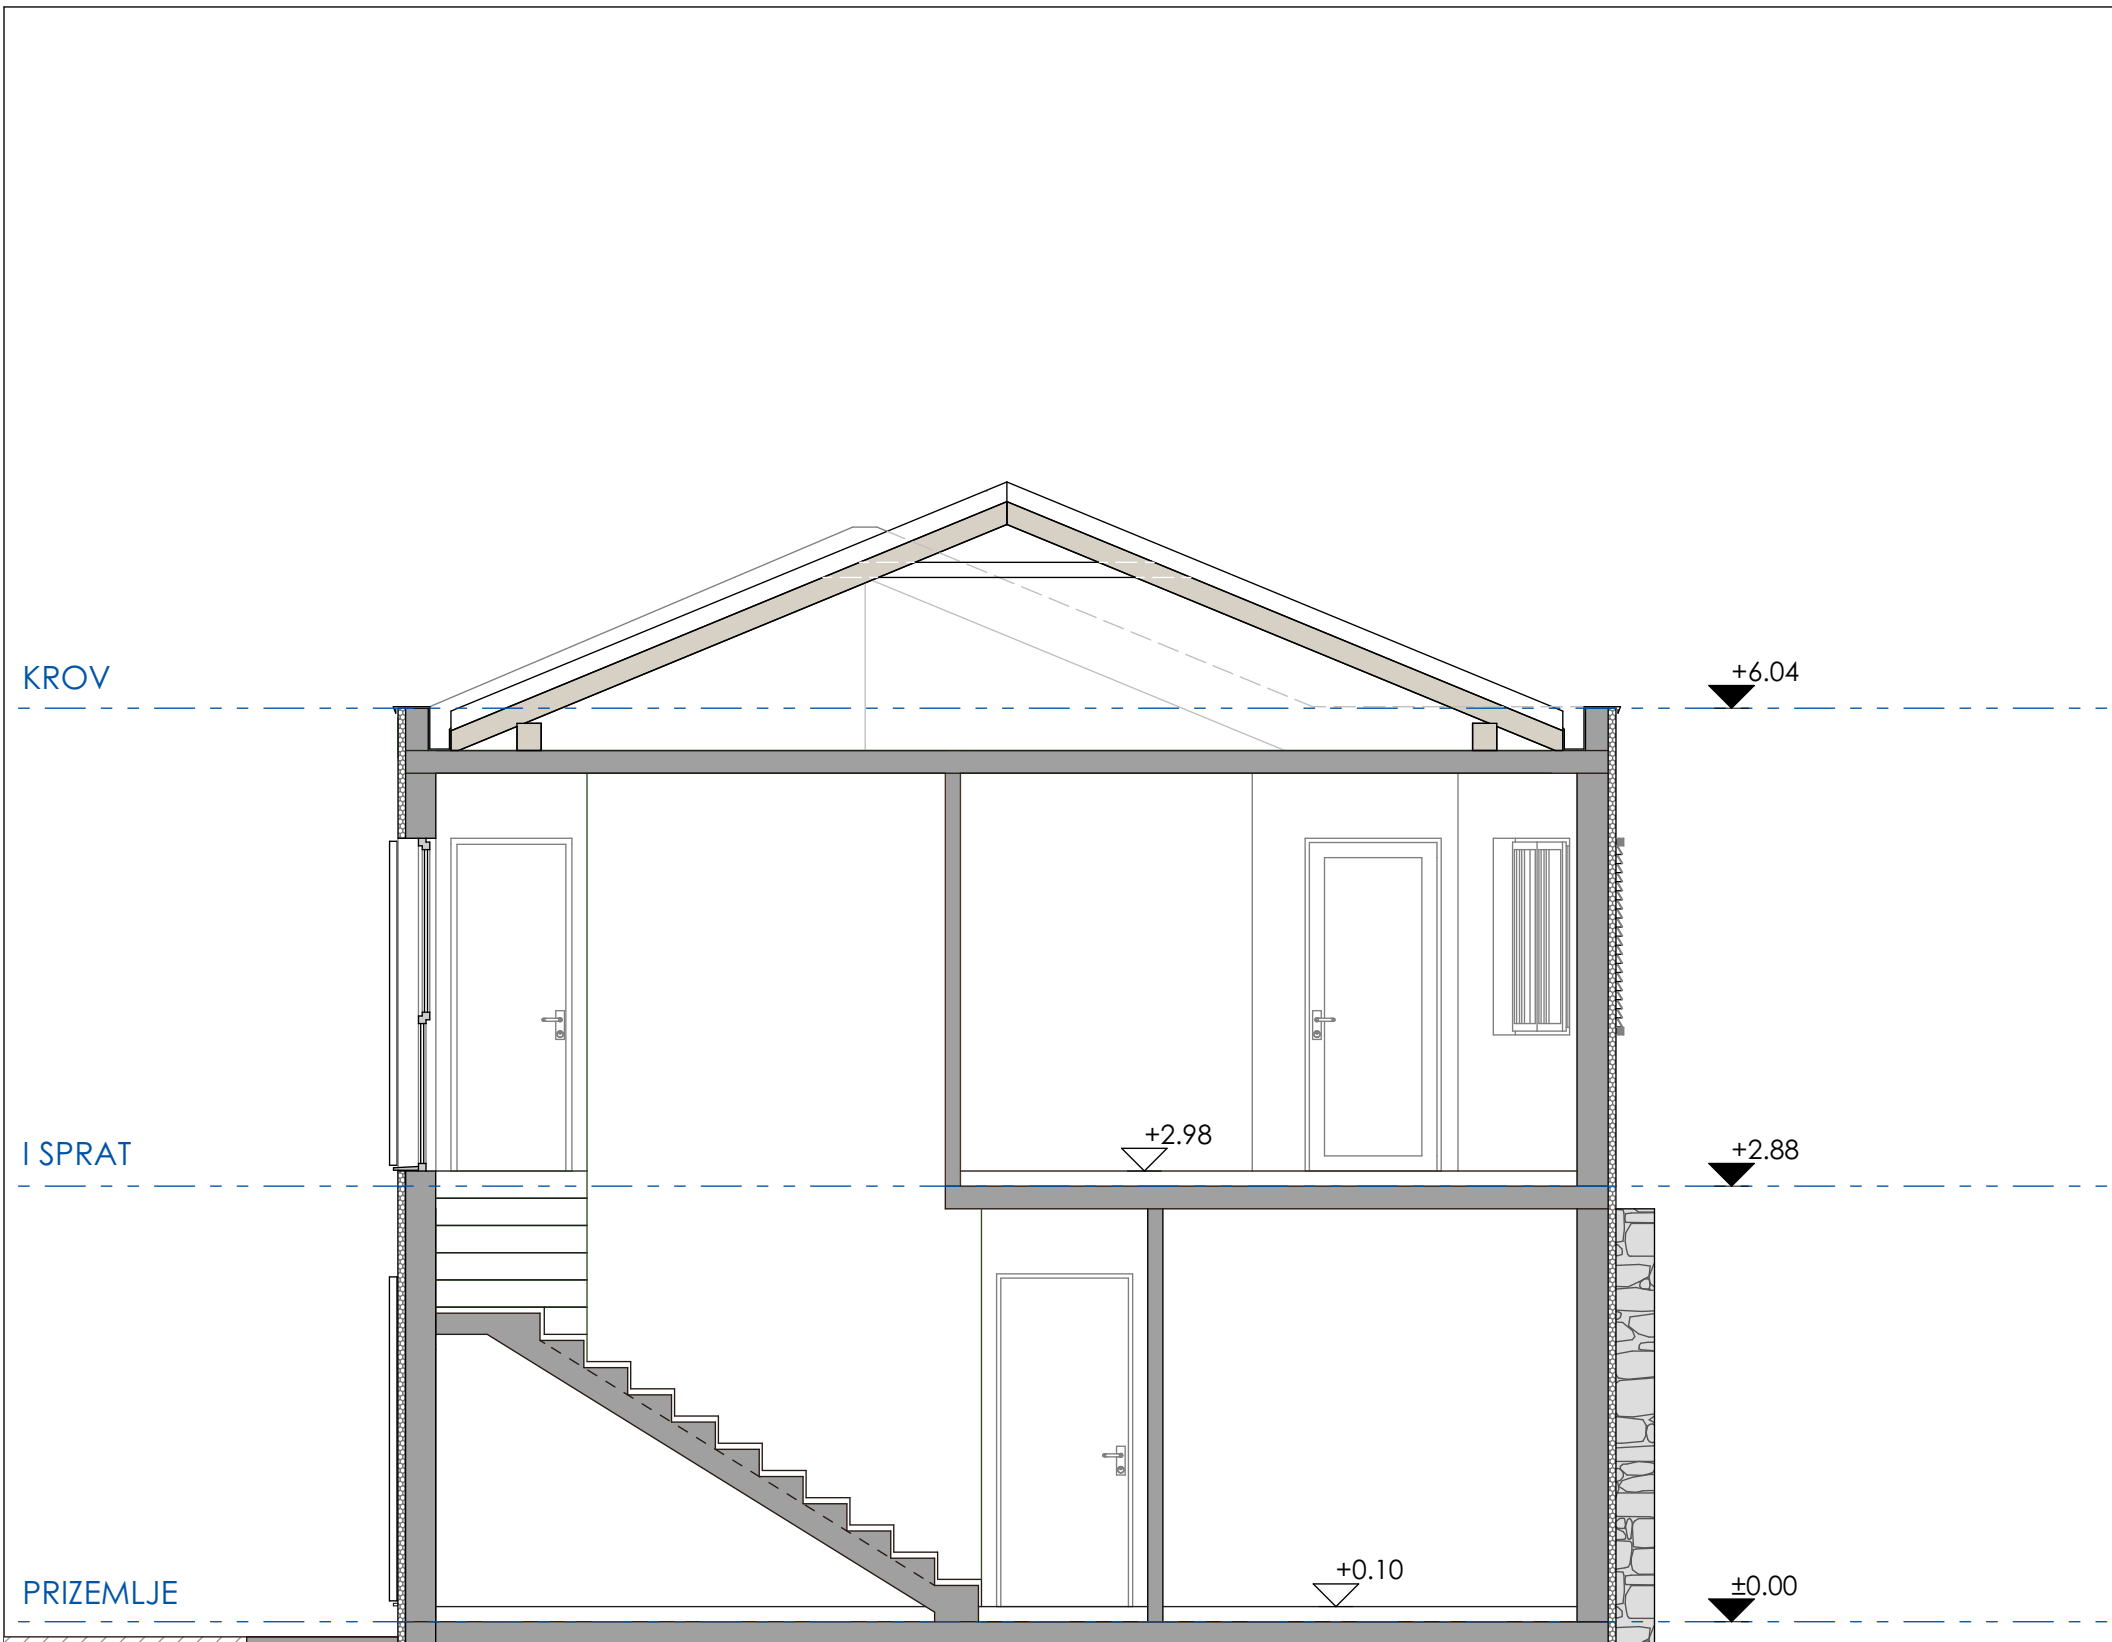 KROV
+6.04
I SPRAT
+2.98
+2.88
PRIZEMLJE
+0.10
±0.00